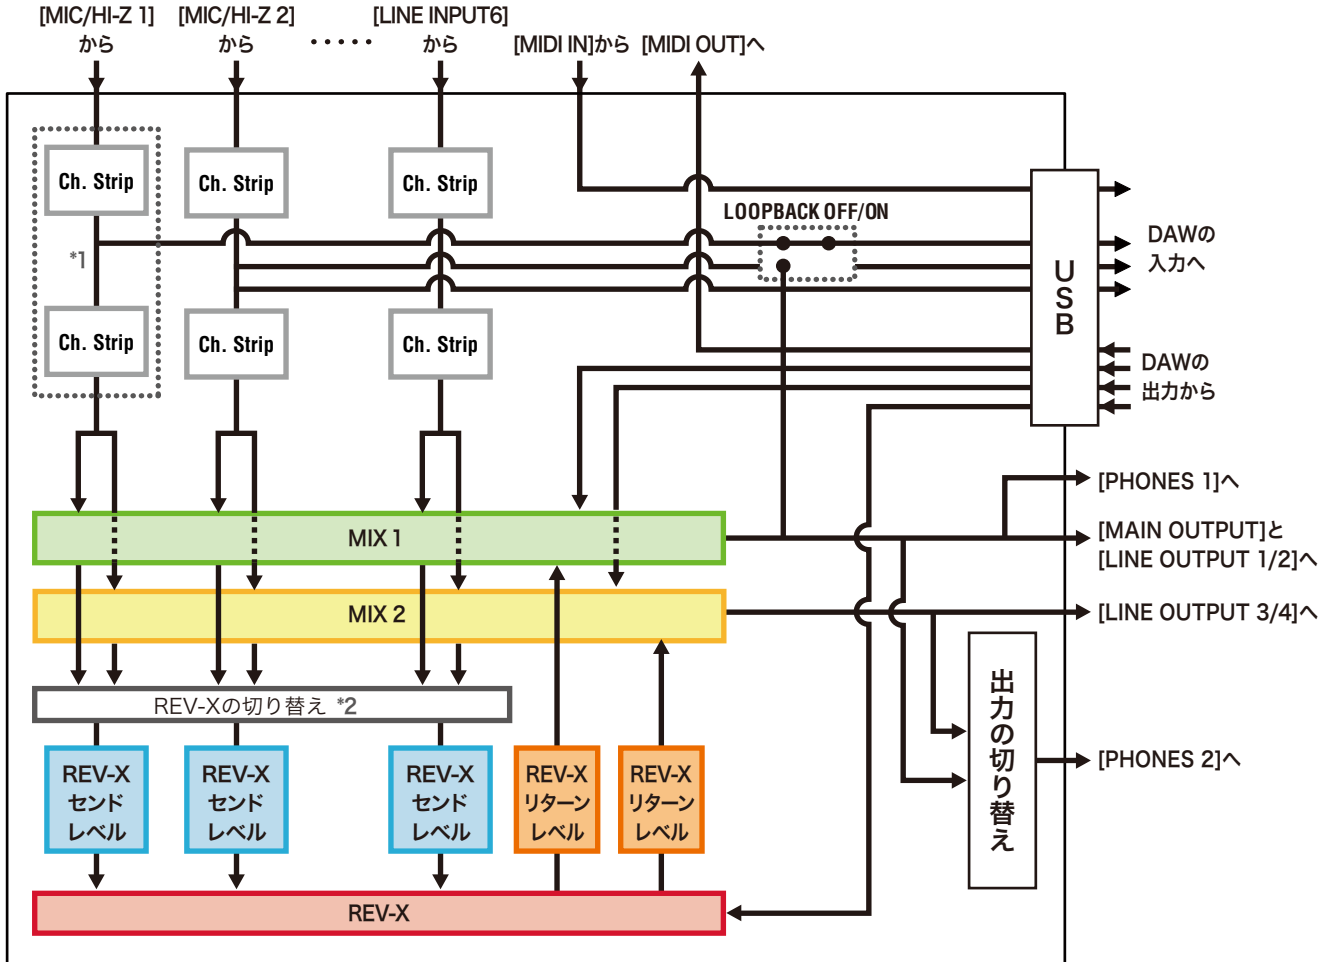 [MIC/HI-Z 1]
から
[MIC/HI-Z 2]
から
[LINE INPUT6]
から
[MIDI IN]から
[MIDI OUT]へ
Ch. Strip
Ch. Strip
Ch. Strip
LOOPBACK OFF/ON
*1
DAWの
入力へ
USB
Ch. Strip
Ch. Strip
Ch. Strip
DAWの
出力から
[PHONES 1]へ
MIX 1
[MAIN OUTPUT]と
[LINE OUTPUT 1/2]へ
MIX 2
[LINE OUTPUT 3/4]へ
REV-Xの切り替え *2
出力の切り替え
[PHONES 2]へ
REV-X
センド
レベル
REV-X
センド
レベル
REV-X
センド
レベル
REV-X
リターン
レベル
REV-X
リターン
レベル
REV-X